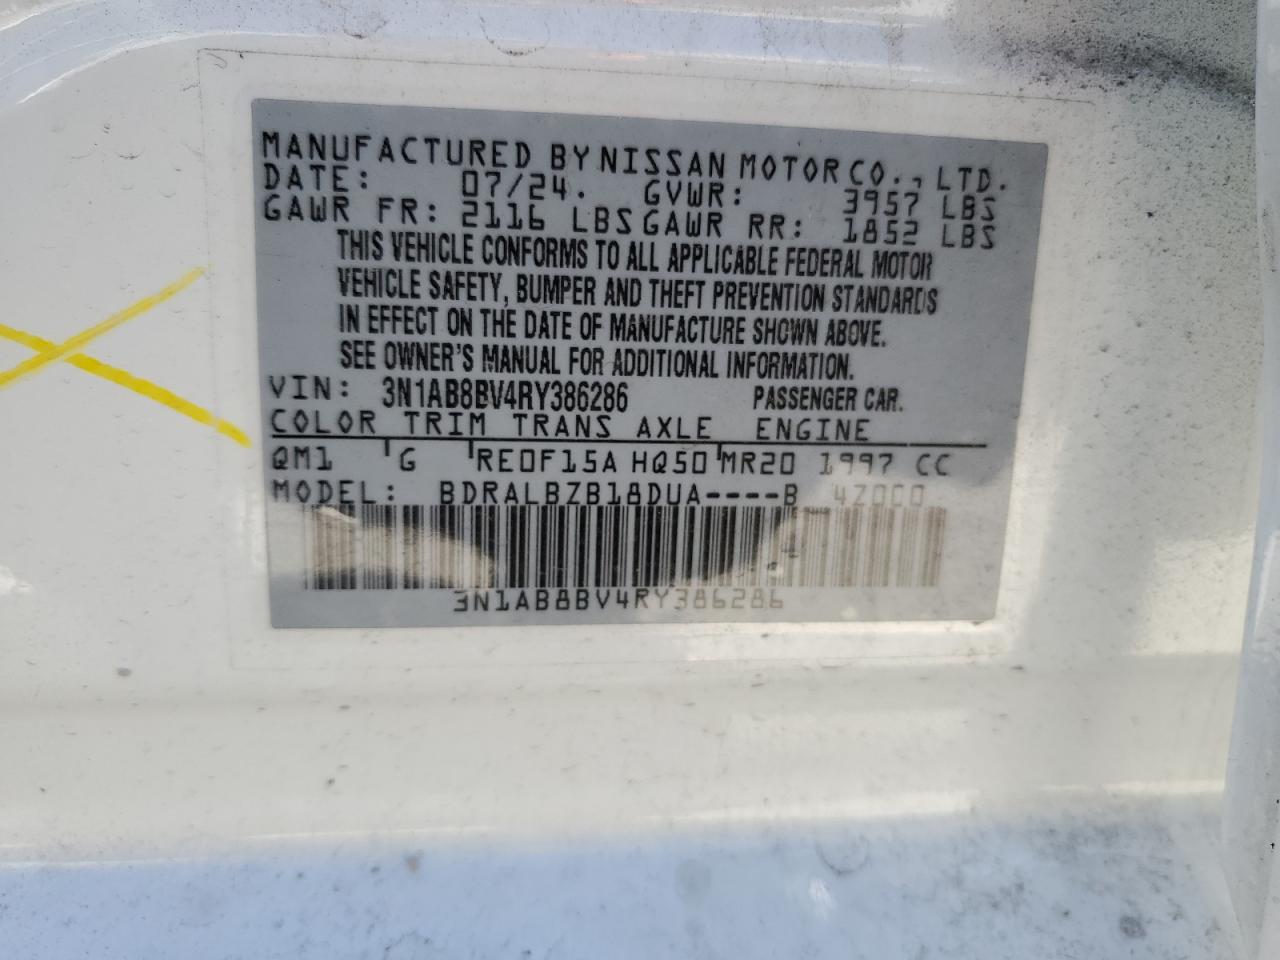 MANUFACTURED BY NISSAN MOTOR CO., LTD.
DATE: 07/24. GVWR: 3957 LBS
GAWR FR: 2116 LBS GAWR RR: 1852 LBS
THIS VEHICLE CONFORMS TO ALL APPLICABLE FEDERAL MOTOR
VEHICLE SAFETY, BUMPER AND THEFT PREVENTION STANDARDS
IN EFFECT ON THE DATE OF MANUFACTURE SHOWN ABOVE.
SEE OWNER'S MANUAL FOR ADDITIONAL INFORMATION.
VIN: 3N1AB8BV4RY386286 PASSENGER CAR.
COLOR TRIM TRANS AXLE ENGINE
QM1 G RE0F15A HQ50 MR20 1997 CC
MODEL: BDRALBZB18DUA----B
3N1AB8BV4RY386286